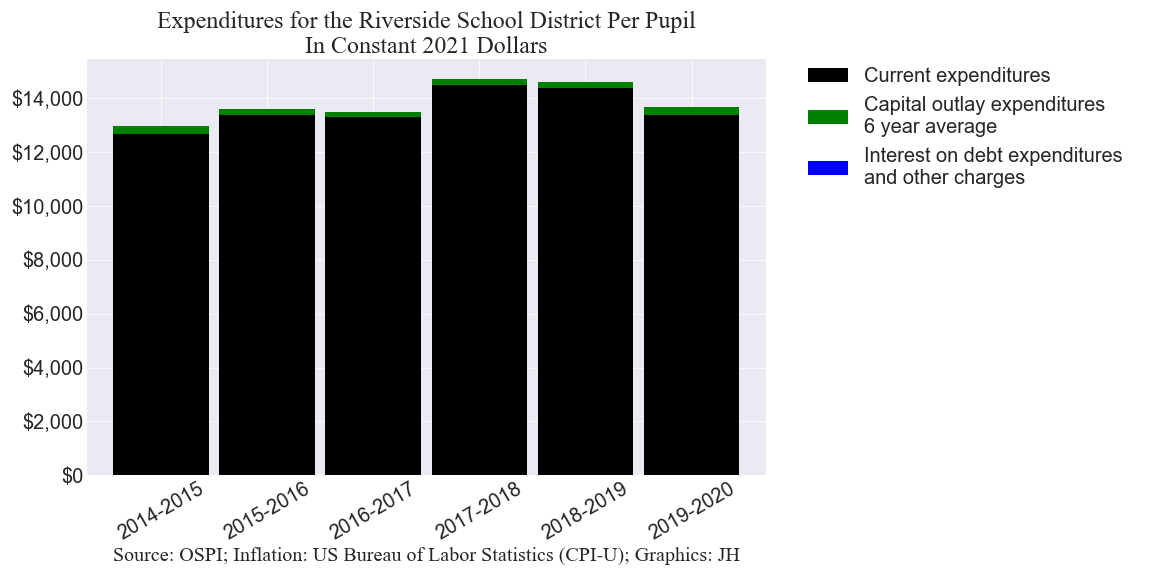 Expenditures for the Riverside School District Per Pupil
In Constant 2021 Dollars
Current expenditures
Capital outlay expenditures
6 year average
Interest on debt expenditures
and other charges
$14,000
$12,000
$10,000
$8,000
$6,000
$4,000
$2,000
$0
2014-2015
2015-2016
2016-2017
2017-2018
2018-2019
2019-2020
Source: OSPI; Inflation: US Bureau of Labor Statistics (CPI-U); Graphics: JH